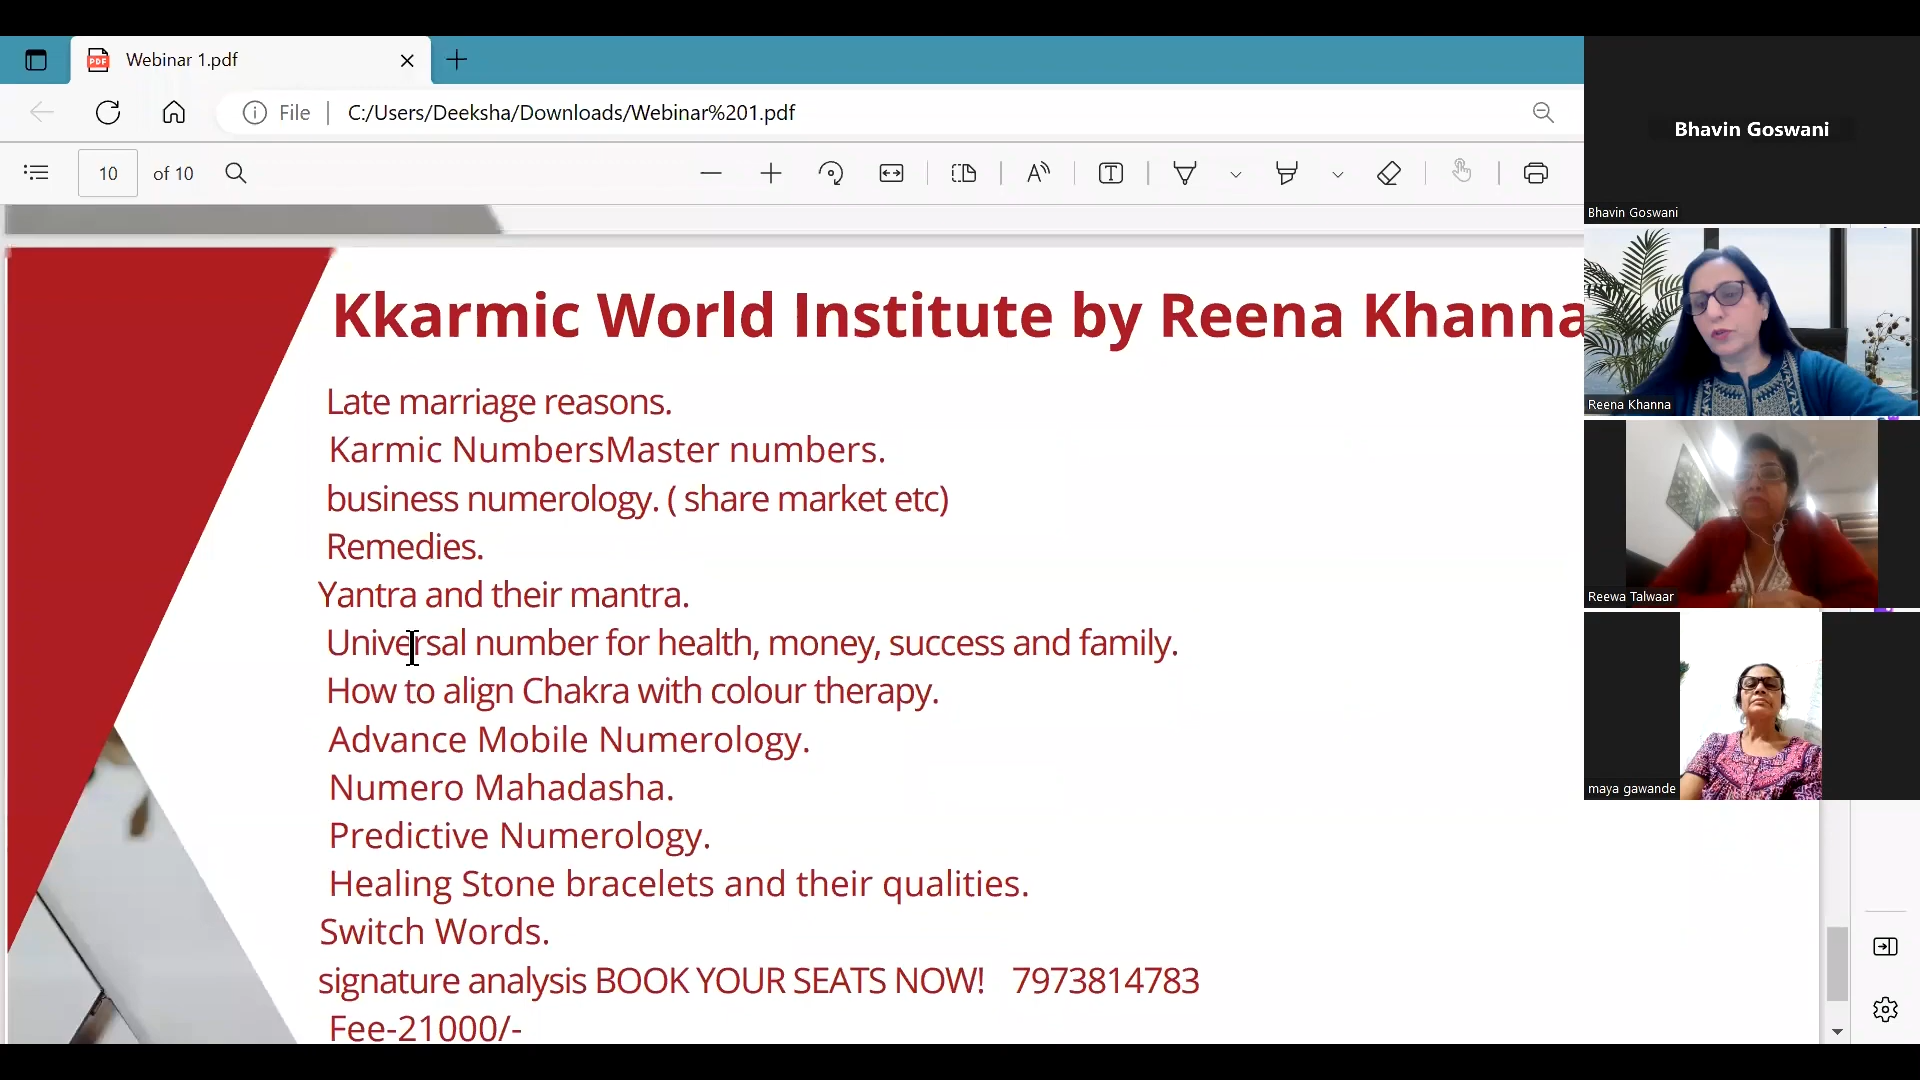 Webinar 1.pdf
File
C:/Users/Deeksha/Downloads/Webinar%201.pdf
10 of 10
Kkarmic World Institute by Reena Khanna
Late marriage reasons.
Karmic NumbersMaster numbers.
business numerology. ( share market etc)
Remedies.
Yantra and their mantra.
Universal number for health, money, success and family.
How to align Chakra with colour therapy.
Advance Mobile Numerology.
Numero Mahadasha.
Predictive Numerology.
Healing Stone bracelets and their qualities.
Switch Words.
signature analysis BOOK YOUR SEATS NOW! 7973814783
Fee-21000/-
Bhavin Goswani
Bhavin Goswani
Reena Khanna
Reewa Talwaar
maya gawande